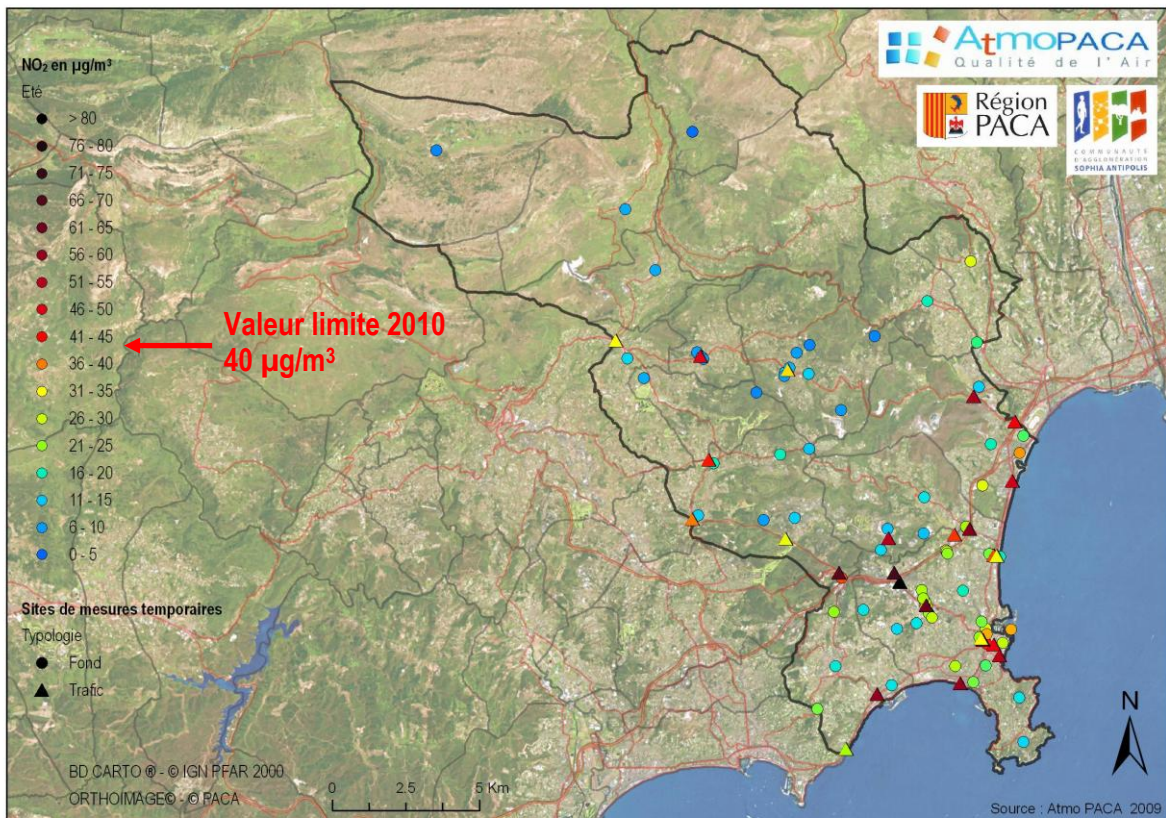 NO₂ en µg/m³
Eté
> 80
76 - 80
71 - 75
66 - 70
61 - 65
56 - 60
51 - 55
46 - 50
41 - 45
36 - 40
31 - 35
26 - 30
21 - 25
16 - 20
11 - 15
6 - 10
0 - 5
Valeur limite 2010
40 µg/m³
Sites de mesures temporaires
Typologie
Fond
Trafic
BD CARTO ® - © IGN PFAR 2000
ORTHOIMAGE© - © PACA
0 2.5 5 Km
AtmoPACA
Qualité de l'Air
Région
PACA
COMMUNAUTÉ
D'AGGLOMÉRATION
SOPHIA ANTIPOLIS
N
Source : Atmo PACA 2009